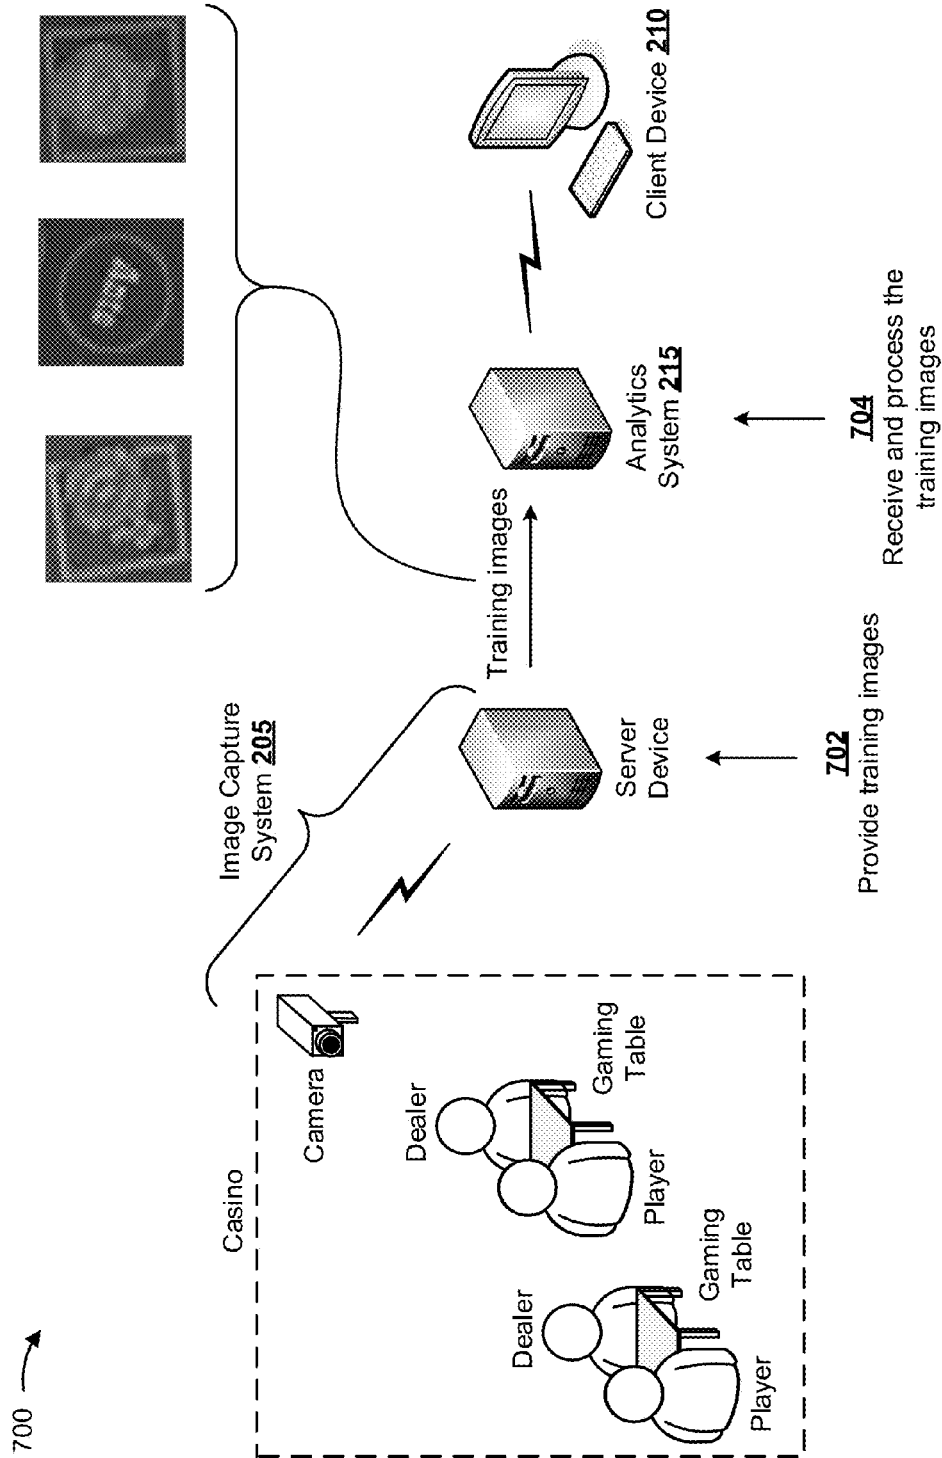 700
Casino
Camera
Dealer
Player
Gaming
Table
Dealer
Player
Gaming
Table
Image Capture
System 205
Server
Device
Training images
Analytics
System 215
Client Device 210
702
Provide training images
704
Receive and process the
training images